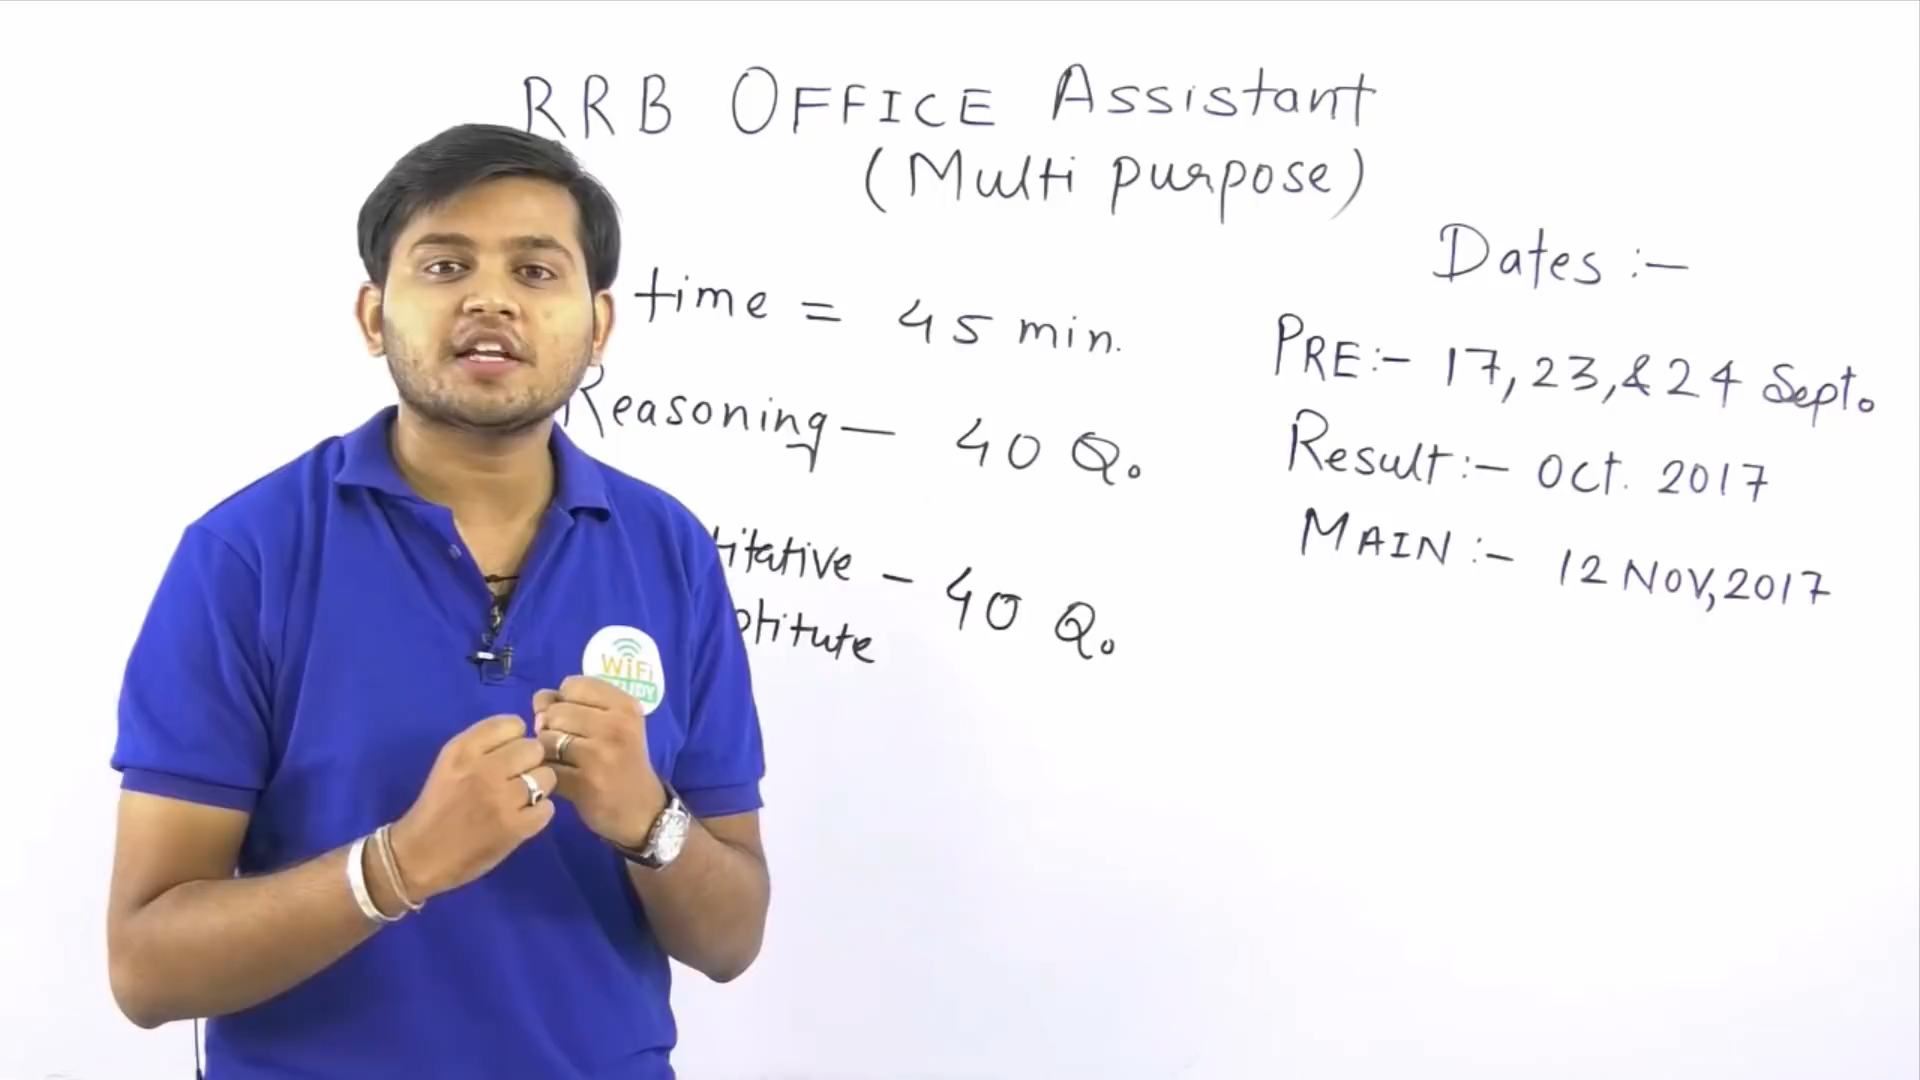 RRB OFFICE Assistant
(Multi purpose)
time = 45 min.
Reasoning — 40 Q.
titative – 40 Q.
ptitute
Dates :-
PRE:- 17, 23, & 24 Sept.
Result:- Oct. 2017
MAIN:- 12 NOV, 2017
WiFi